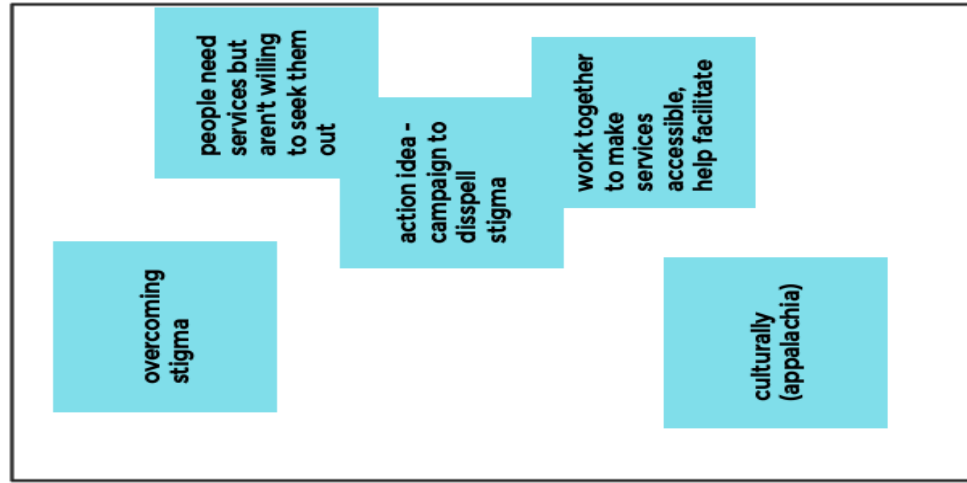 overcoming
stigma
people need
services but
aren't willing
to seek them
out
action idea -
campaign to
disspell
stigma
work together
to make
services
accessible,
help facilitate
culturally
(appalachia)